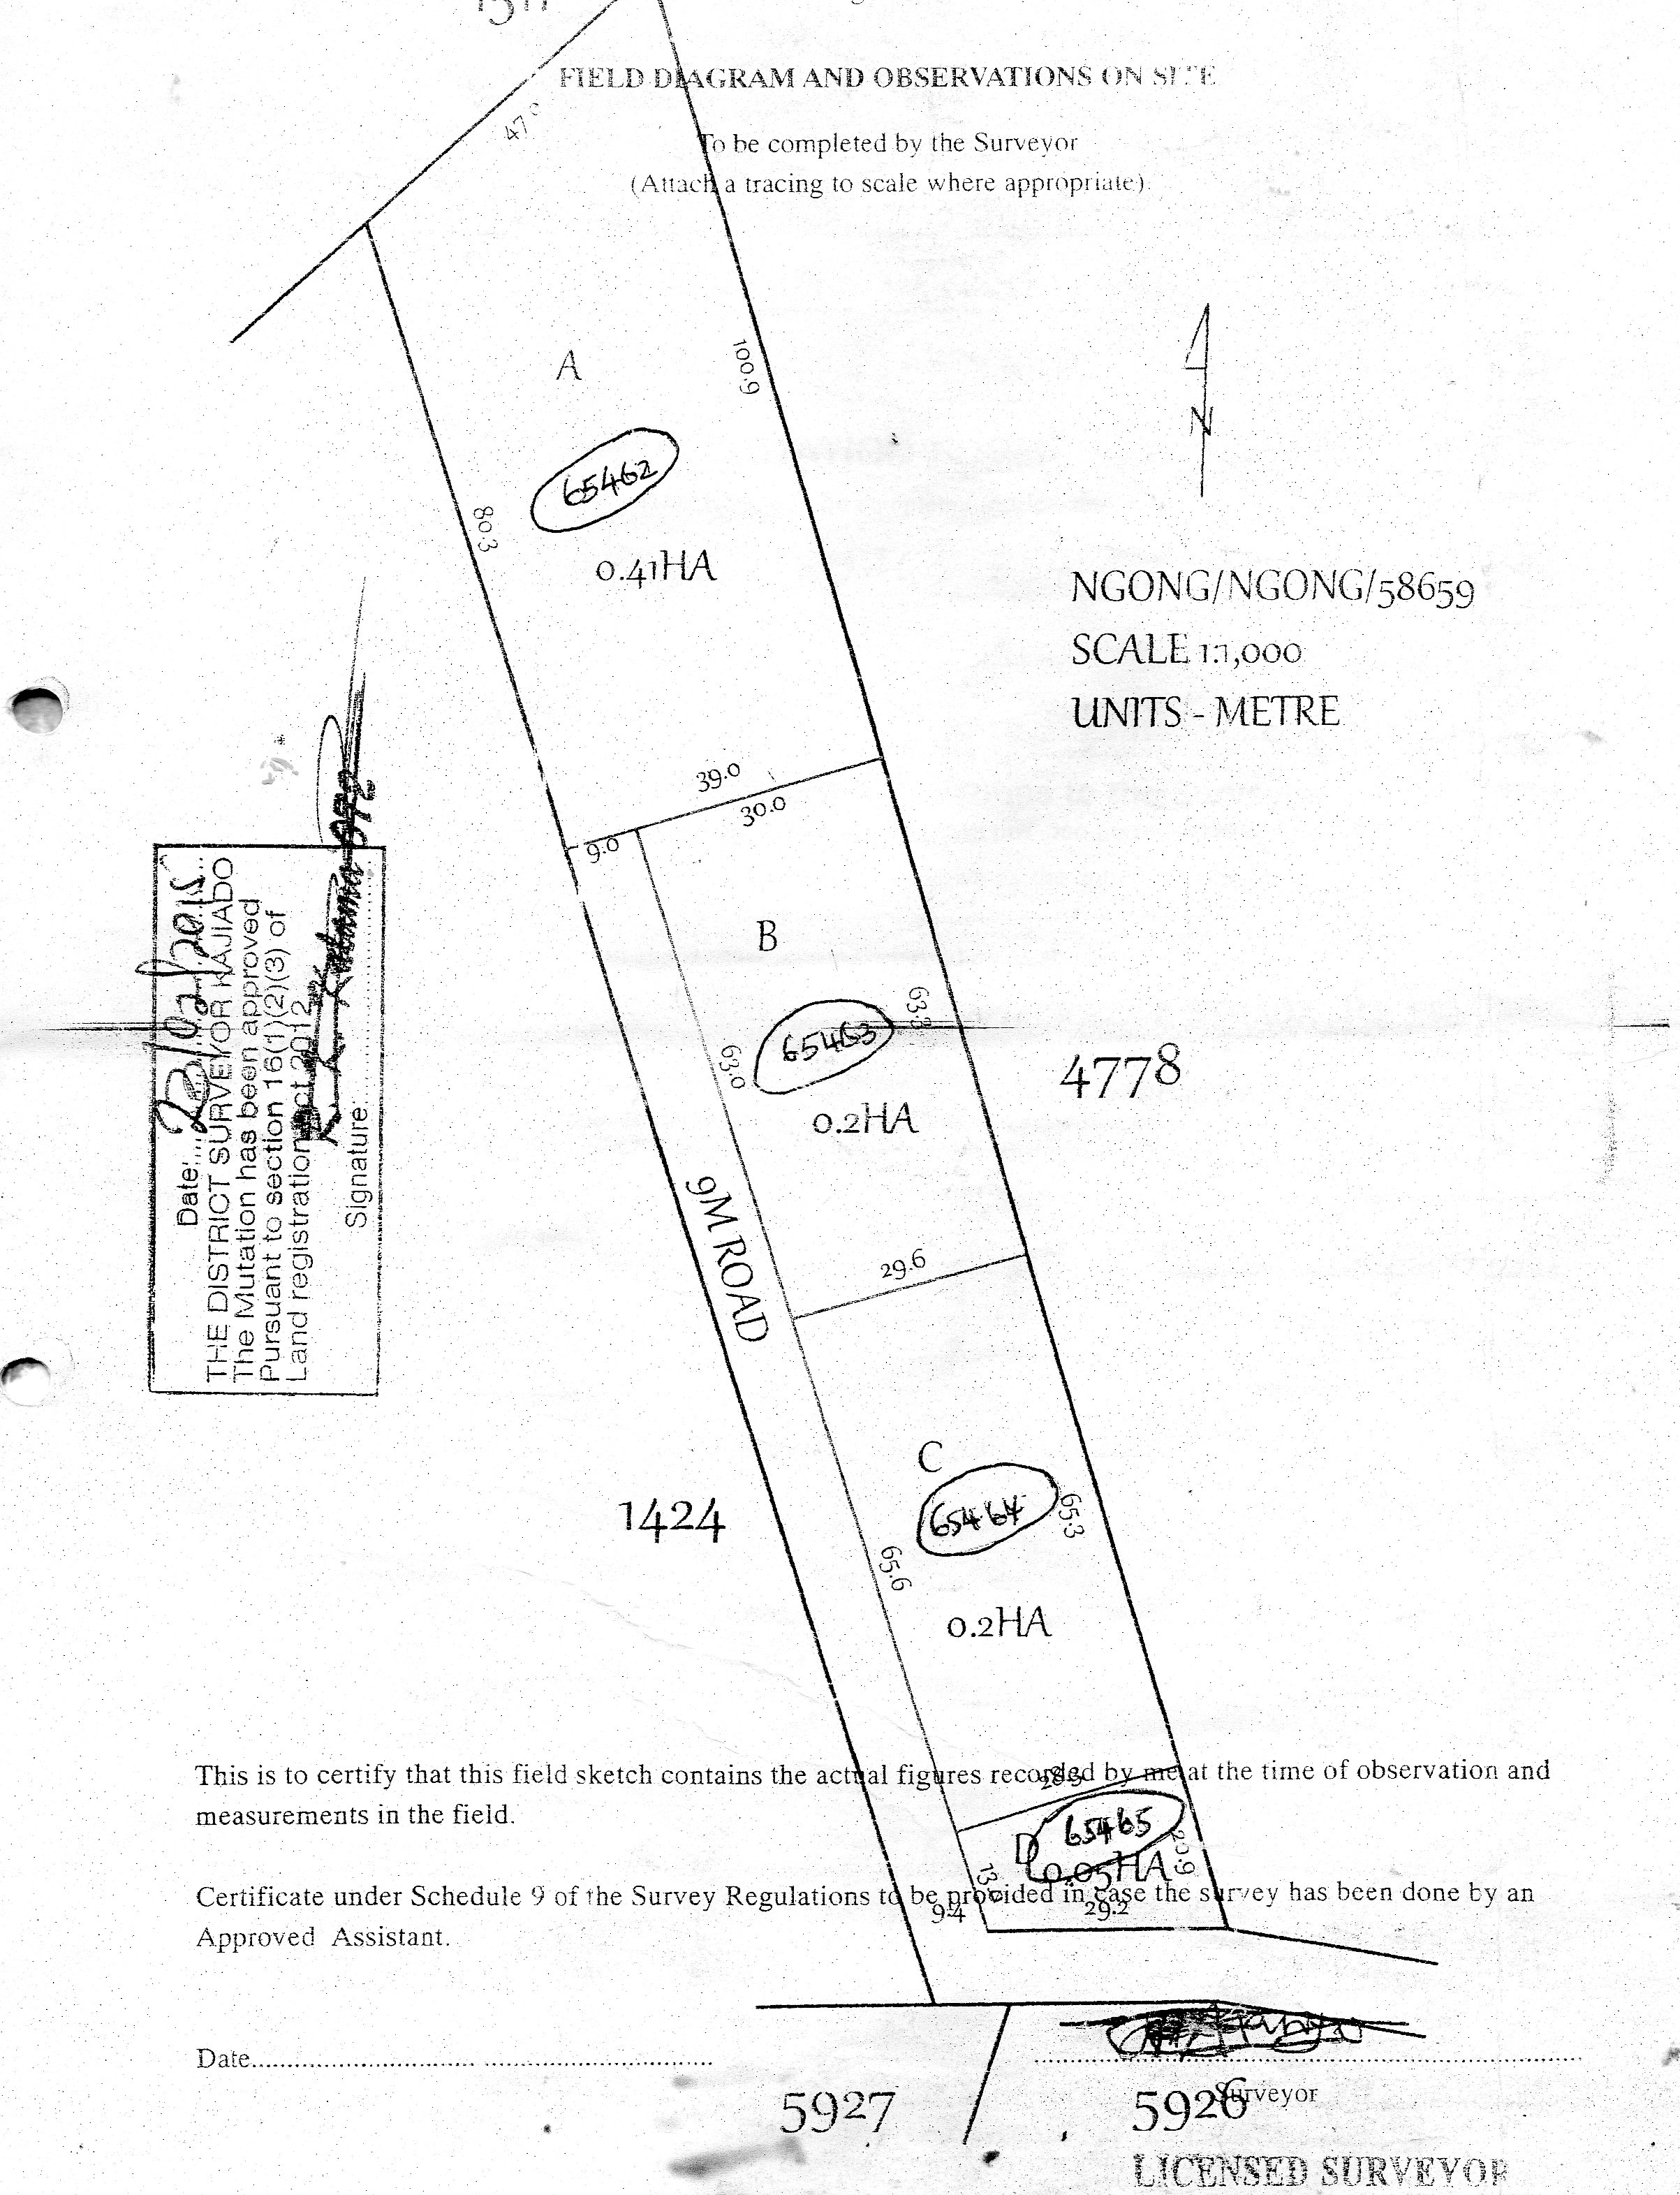 FIELD DIAGRAM AND OBSERVATIONS ON SITE
To be completed by the Surveyor
(Attach a tracing to scale where appropriate)
47.0
100.9
A
65462
80.3
0.41HA
N
NGONG/NGONG/58659
SCALE 1:1,000
UNITS - METRE
39.0
30.0
9.0
B
63.3
65463
63.0
0.2HA
4778
9M ROAD
29.6
Date
23/02/2015
THE DISTRICT SURVEYOR KAJIADO
The Mutation has been approved
Pursuant to section 16(1)(2)(3) of
Land registration Act 2012
Signature
1424
C
65464
65.3
65.6
0.2HA
This is to certify that this field sketch contains the actual figures recorded by me at the time of observation and
measurements in the field.
65465
D
0.05HA
Certificate under Schedule 9 of the Survey Regulations to be provided in case the survey has been done by an
9.4
29.2
Approved Assistant.
Date
Surveyor
5927
5926
LICENSED SURVEYOR